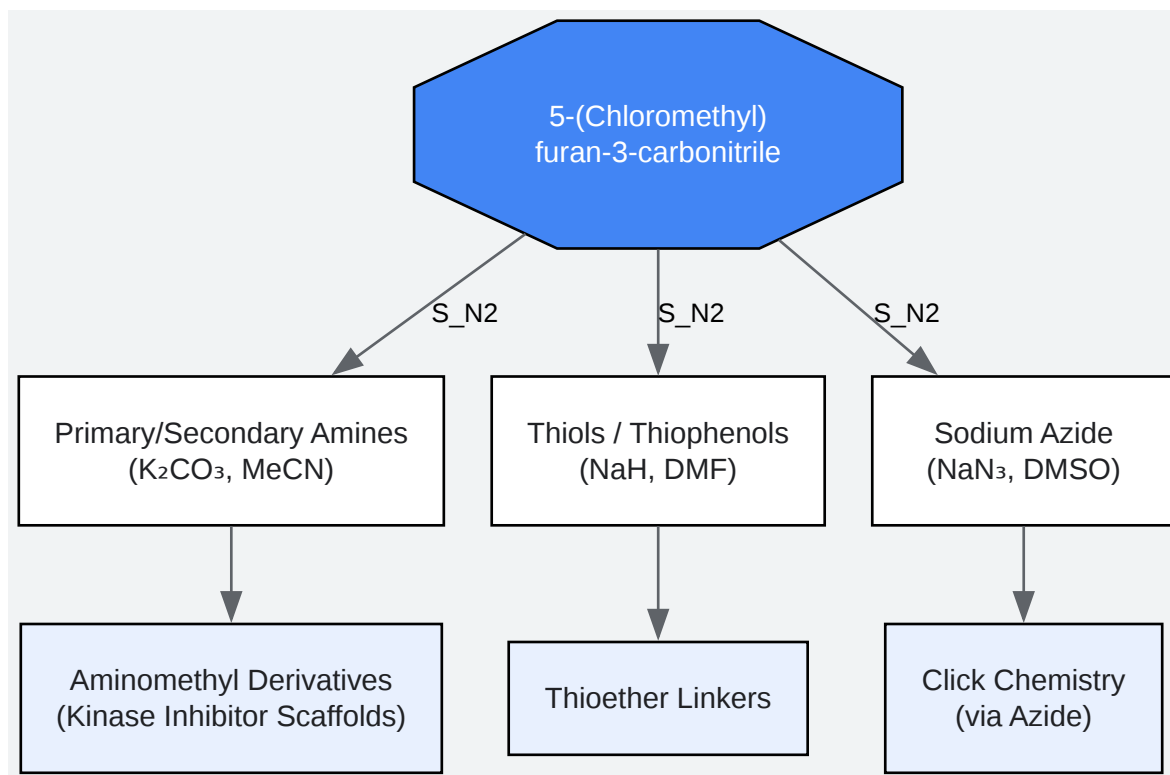 5-(Chloromethyl)
furan-3-carbonitrile
S_N2
S_N2
S_N2
Primary/Secondary Amines
(K₂CO₃, MeCN)
Thiols / Thiophenols
(NaH, DMF)
Sodium Azide
(NaN₃, DMSO)
Aminomethyl Derivatives
(Kinase Inhibitor Scaffolds)
Thioether Linkers
Click Chemistry
(via Azide)